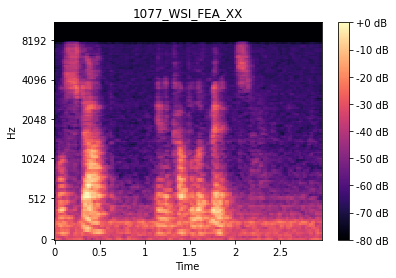 1077_WSI_FEA_XX
8192
4096
2048
1024
512
0
Hz
0 0.5 1 1.5 2 2.5
Time
+0 dB
-10 dB
-20 dB
-30 dB
-40 dB
-50 dB
-60 dB
-70 dB
-80 dB